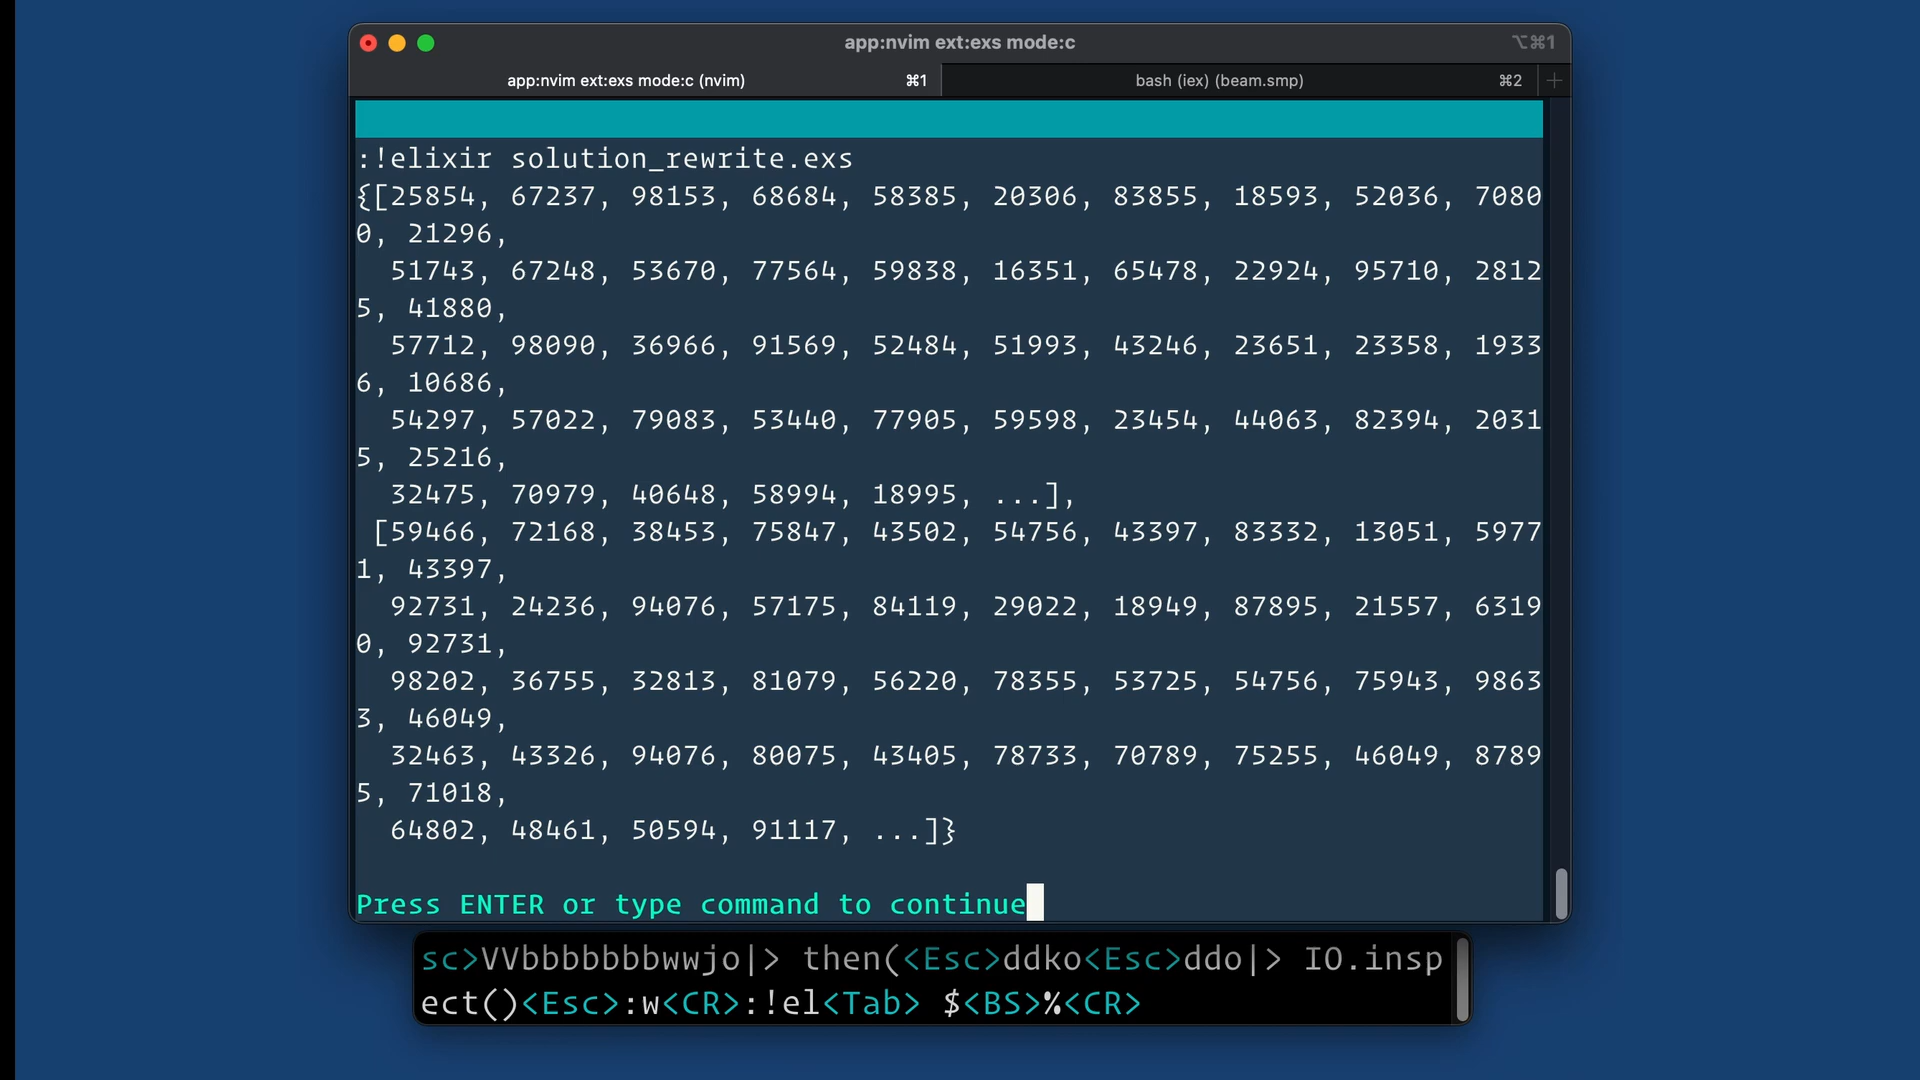 app:nvim ext:exs mode:c
⌥⌘1
app:nvim ext:exs mode:c (nvim) ⌘1
bash (iex) (beam.smp) ⌘2 +
:!elixir solution_rewrite.exs
{[25854, 67237, 98153, 68684, 58385, 20306, 83855, 18593, 52036, 7080
0, 21296,
51743, 67248, 53670, 77564, 59838, 16351, 65478, 22924, 95710, 2812
5, 41880,
57712, 98090, 36966, 91569, 52484, 51993, 43246, 23651, 23358, 1933
6, 10686,
54297, 57022, 79083, 53440, 77905, 59598, 23454, 44063, 82394, 2031
5, 25216,
32475, 70979, 40648, 58994, 18995, ...],
[59466, 72168, 38453, 75847, 43502, 54756, 43397, 83332, 13051, 5977
1, 43397,
92731, 24236, 94076, 57175, 84119, 29022, 18949, 87895, 21557, 6319
0, 92731,
98202, 36755, 32813, 81079, 56220, 78355, 53725, 54756, 75943, 9863
3, 46049,
32463, 43326, 94076, 80075, 43405, 78733, 70789, 75255, 46049, 8789
5, 71018,
64802, 48461, 50594, 91117, ...]}
Press ENTER or type command to continue
sc>VVbbbbbbbwwjo|> then(<Esc>ddko<Esc>ddo|> IO.insp
ect()<Esc>:w<CR>:!el<Tab> $<BS>%<CR>